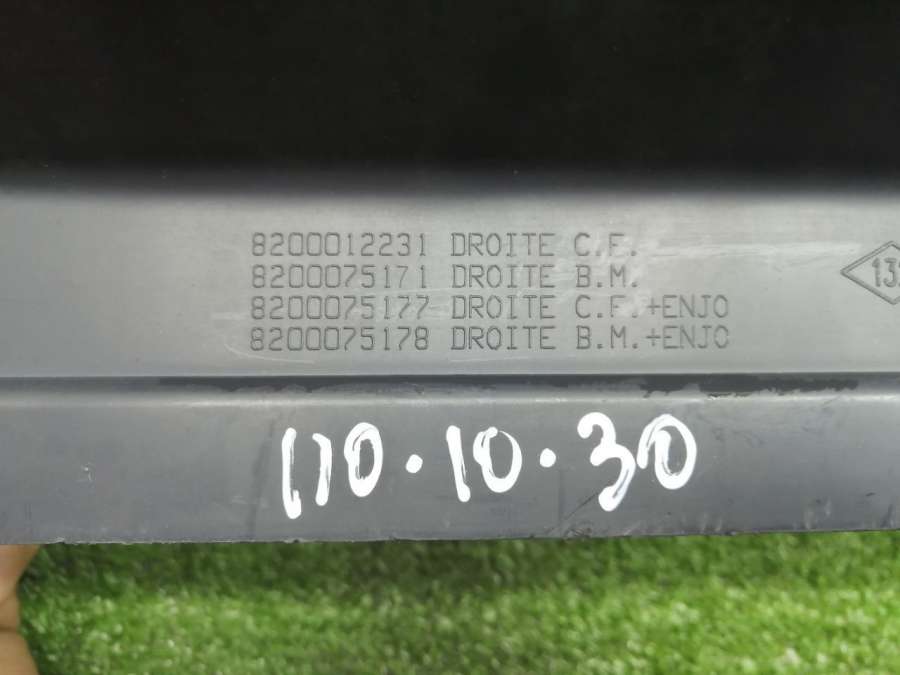 8200012231 DROITE C.F.
8200075171 DROITE B.M.
8200075177 DROITE C.F.+ENJO
8200075178 DROITE B.M.+ENJO
110.10.30